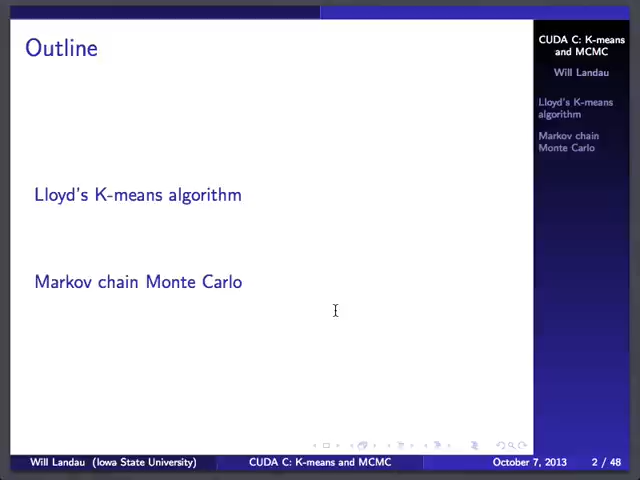 Outline
Lloyd's K-means algorithm
Markov chain Monte Carlo
CUDA C: K-means
and MCMC
Will Landau
Lloyd's K-means
algorithm
Markov chain
Monte Carlo
Will Landau (Iowa State University)
CUDA C: K-means and MCMC
October 7, 2013
2 / 48